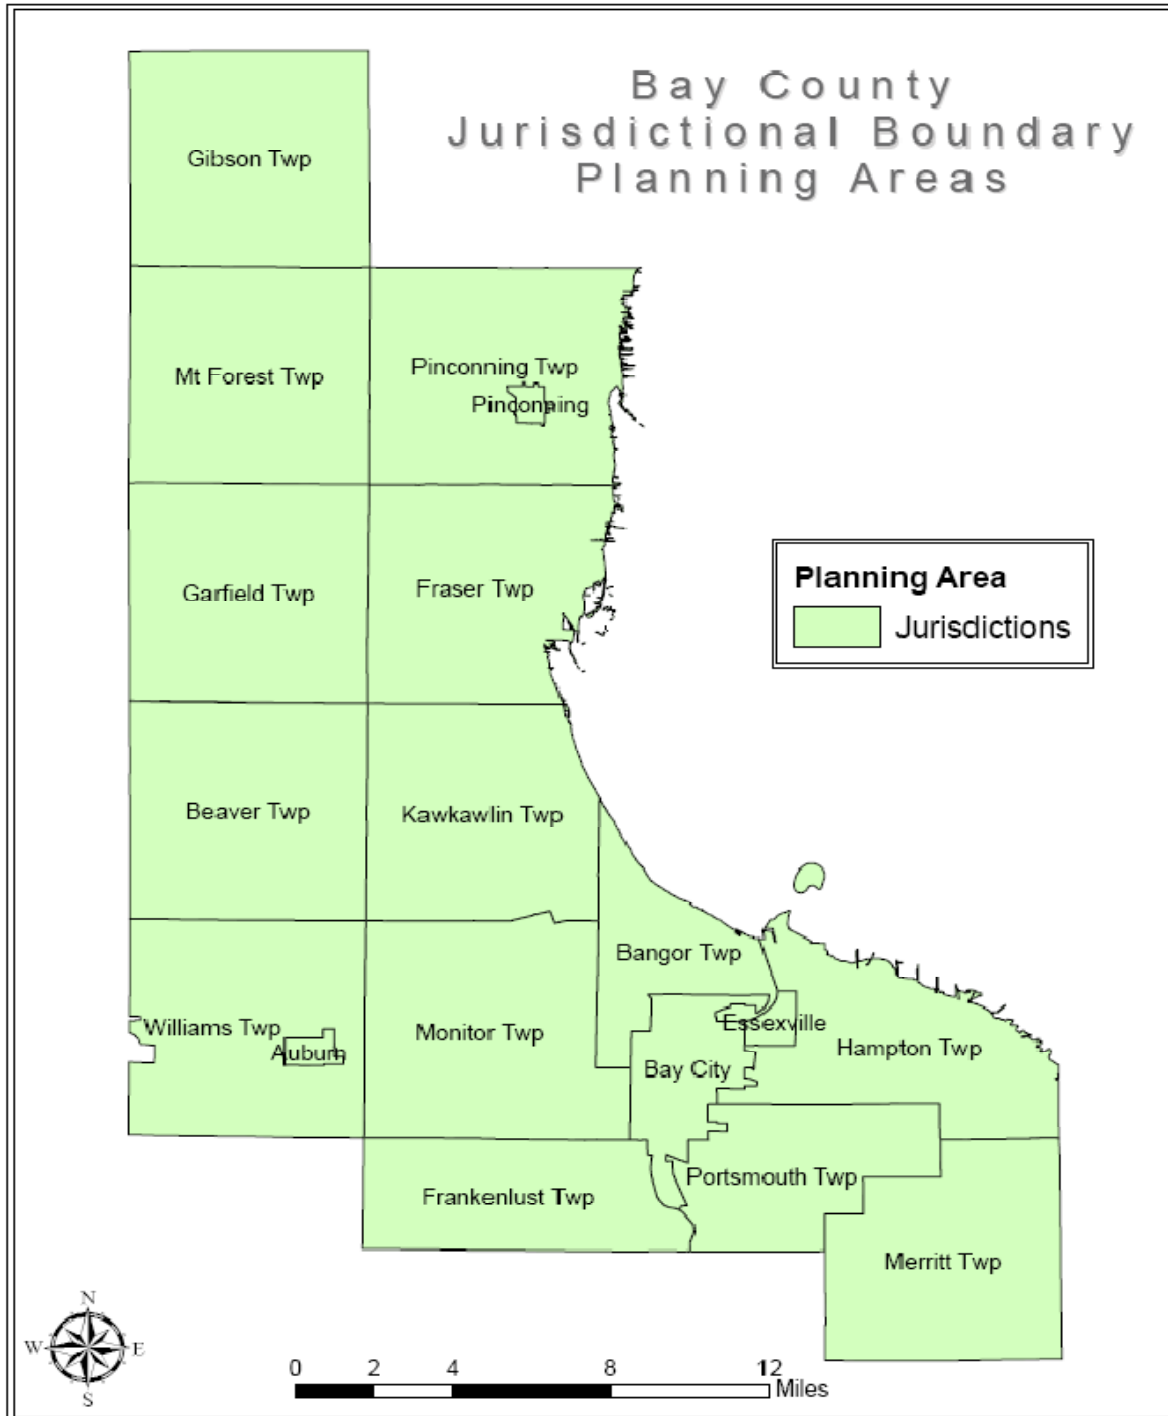 Bay County
Jurisdictional Boundary
Planning Areas
Gibson Twp
Mt Forest Twp
Pinconning Twp
Pinconning
Garfield Twp
Fraser Twp
Planning Area
Jurisdictions
Beaver Twp
Kawkawlin Twp
Bangor Twp
Williams Twp
Auburn
Monitor Twp
Essexville
Hampton Twp
Bay City
Frankenlust Twp
Portsmouth Twp
Merritt Twp
N
W
E
S
0 2 4 8 12
Miles